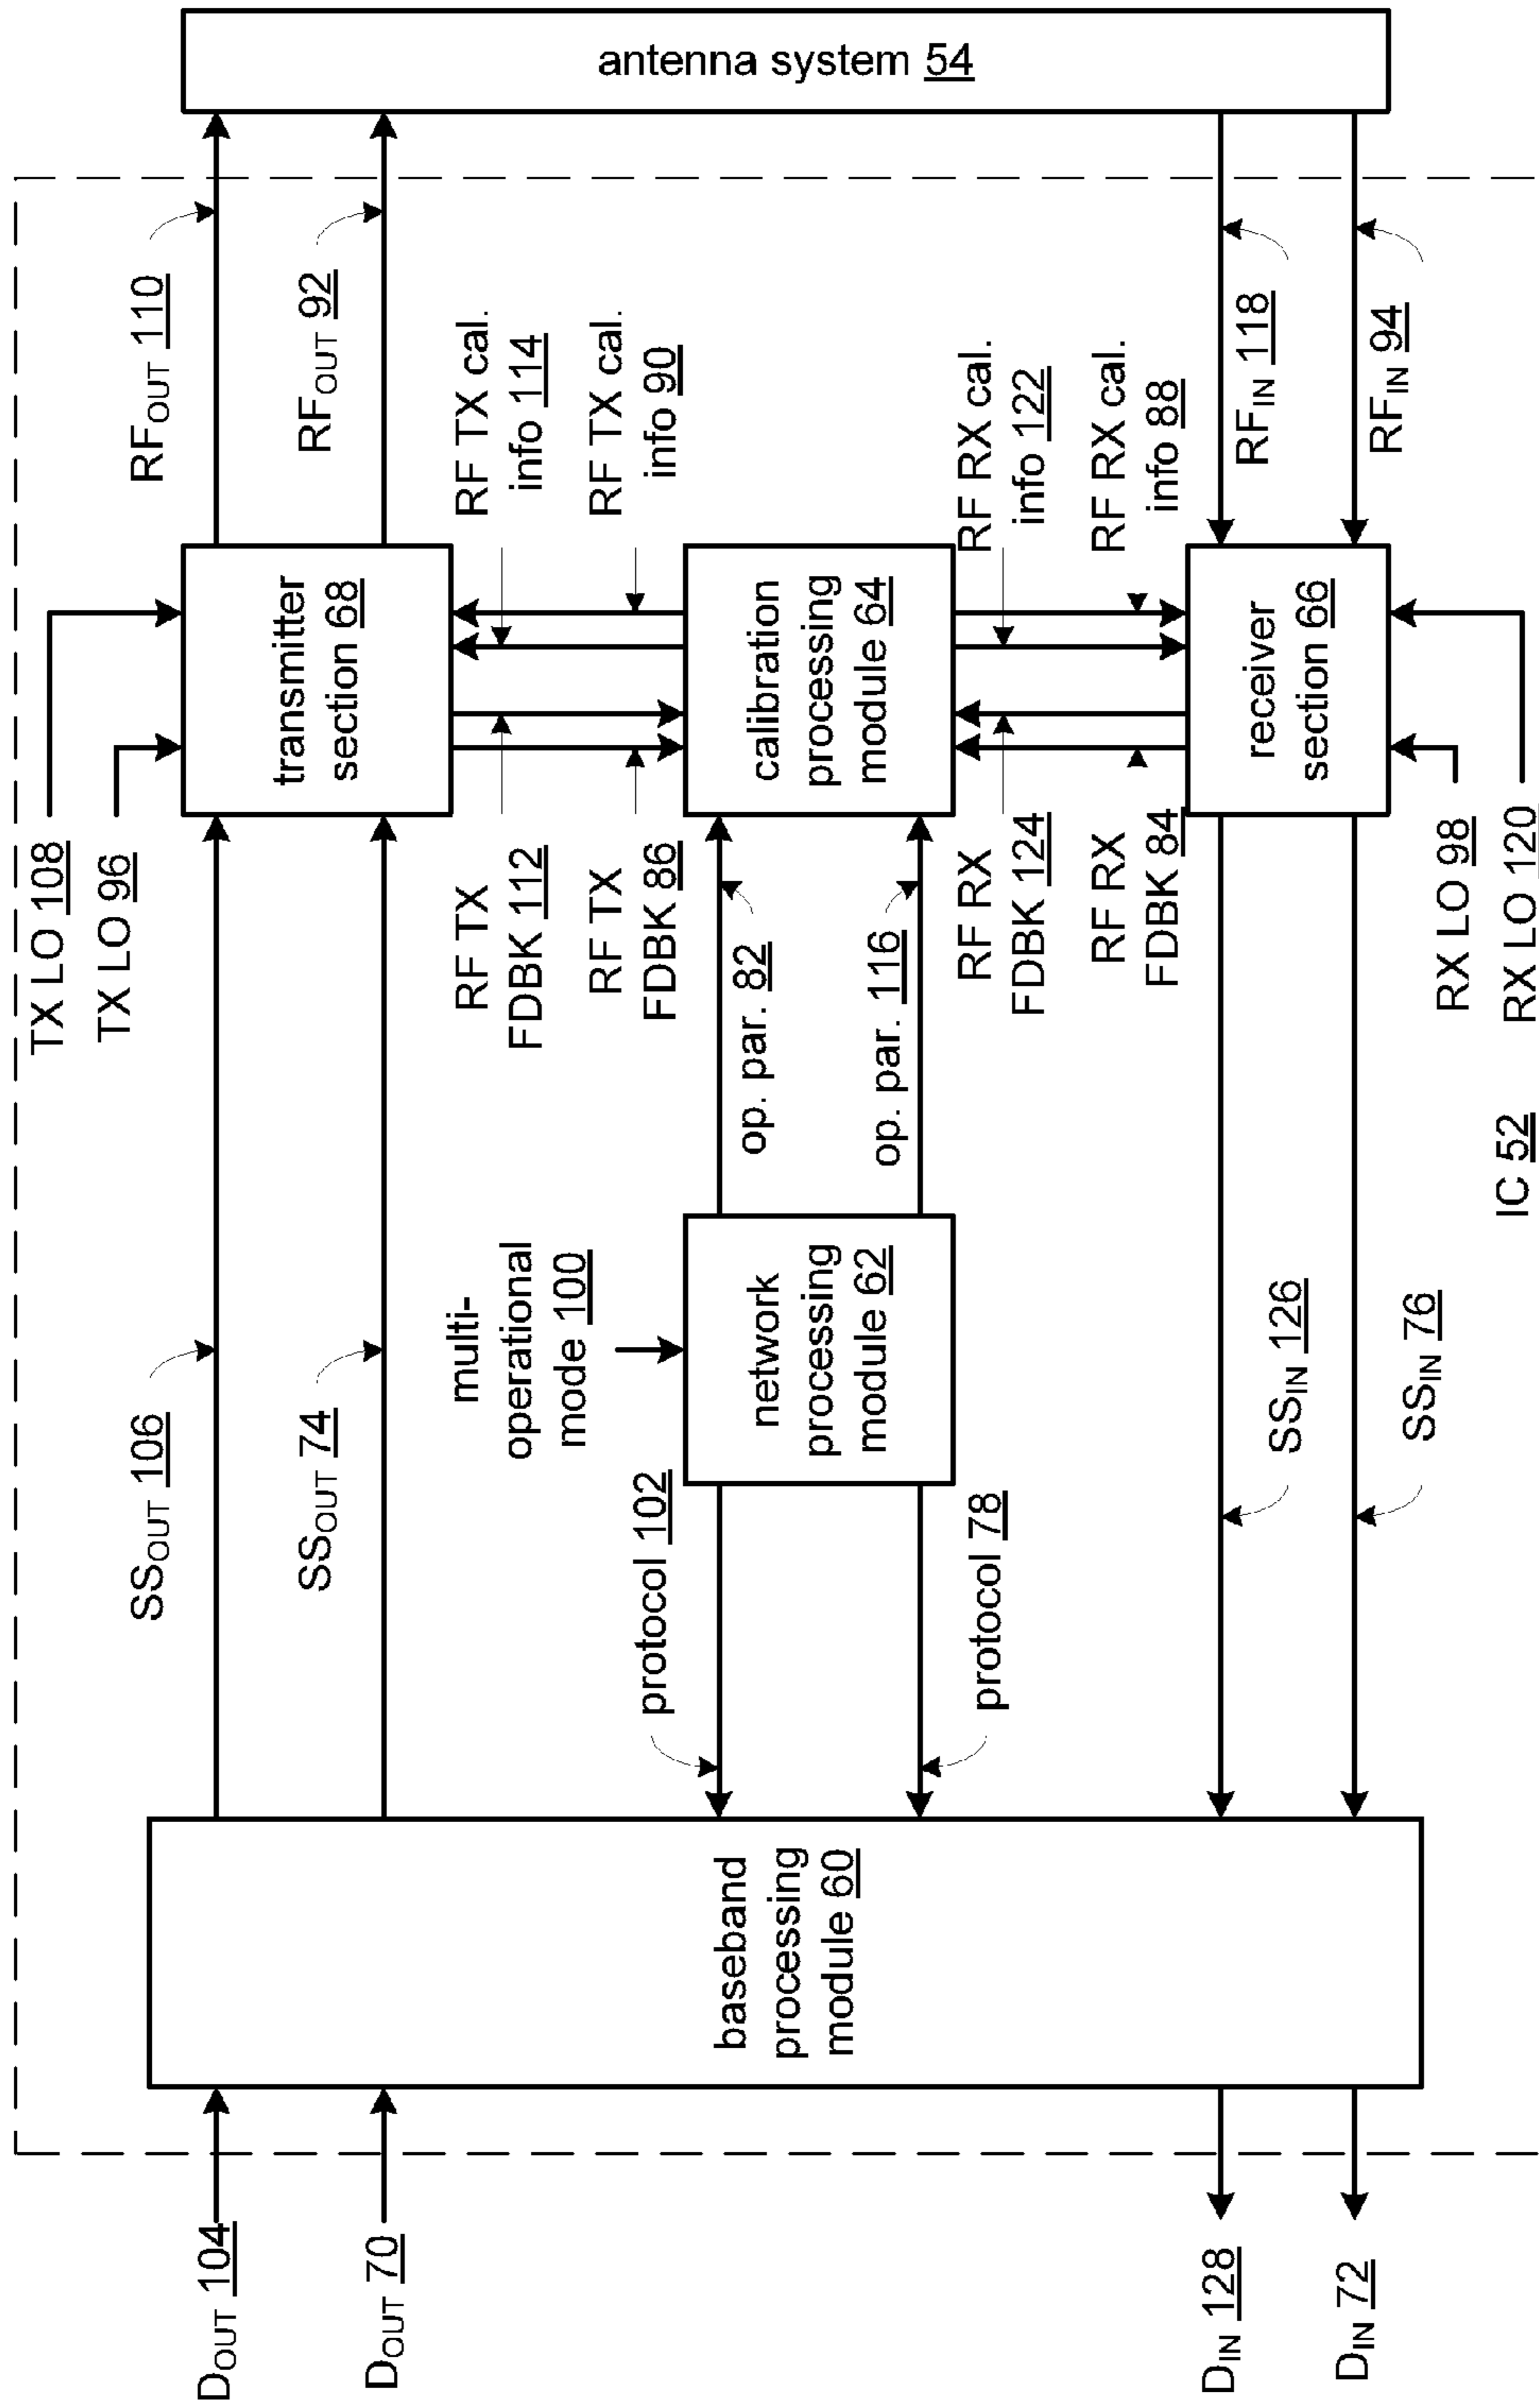 antenna system 54
RF_OUT 110
RF_OUT 92
RF TX cal.
info 114
RF TX cal.
info 90
RF RX cal.
info 122
RF RX cal.
info 88
RF_IN 118
RF_IN 94
TX LO 108
TX LO 96
transmitter
section 68
calibration
processing
module 64
receiver
section 66
RF TX
FDBK 112
RF TX
FDBK 86
op. par. 82
op. par. 116
RF RX
FDBK 124
RF RX
FDBK 84
RX LO 98
RX LO 120
IC 52
SS_OUT 106
SS_OUT 74
multi-
operational
mode 100
network
processing
module 62
protocol 102
protocol 78
SS_IN 126
SS_IN 76
baseband
processing
module 60
D_OUT 104
D_OUT 70
D_IN 128
D_IN 72